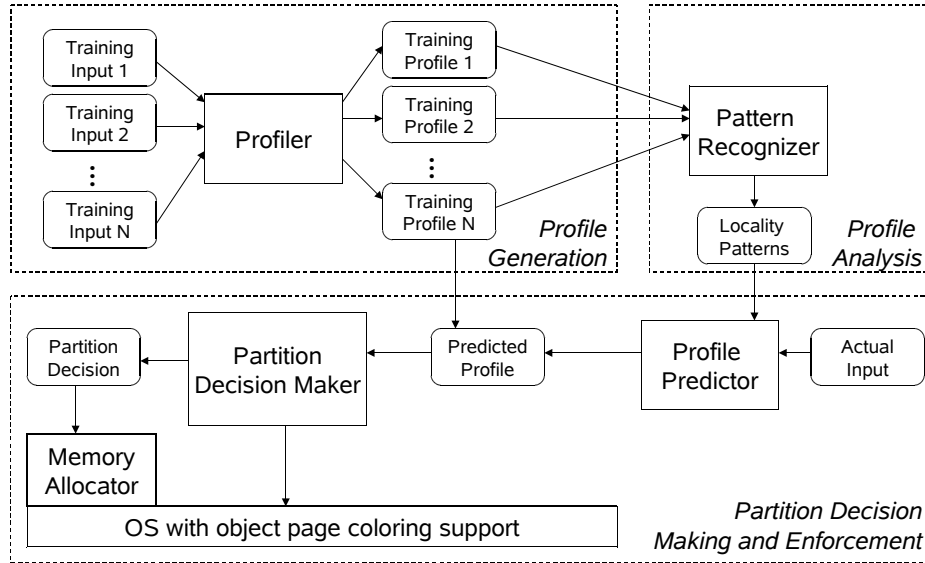 Training
Input 1
Training
Input 2
Training
Input N
Profiler
Training
Profile 1
Training
Profile 2
Training
Profile N
Profile
Generation
Pattern
Recognizer
Locality
Patterns
Profile
Analysis
Partition
Decision
Partition
Decision Maker
Predicted
Profile
Profile
Predictor
Actual
Input
Memory
Allocator
OS with object page coloring support
Partition Decision
Making and Enforcement